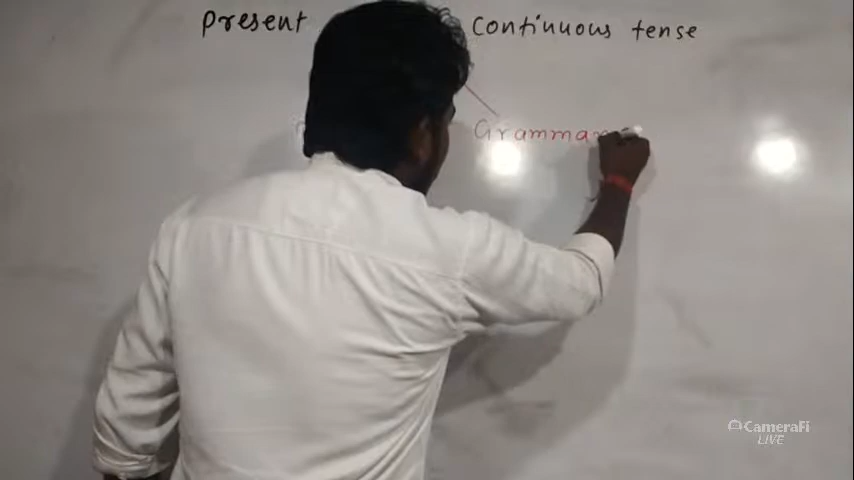 Present Continuous tense
Grammar
CameraFi
LIVE